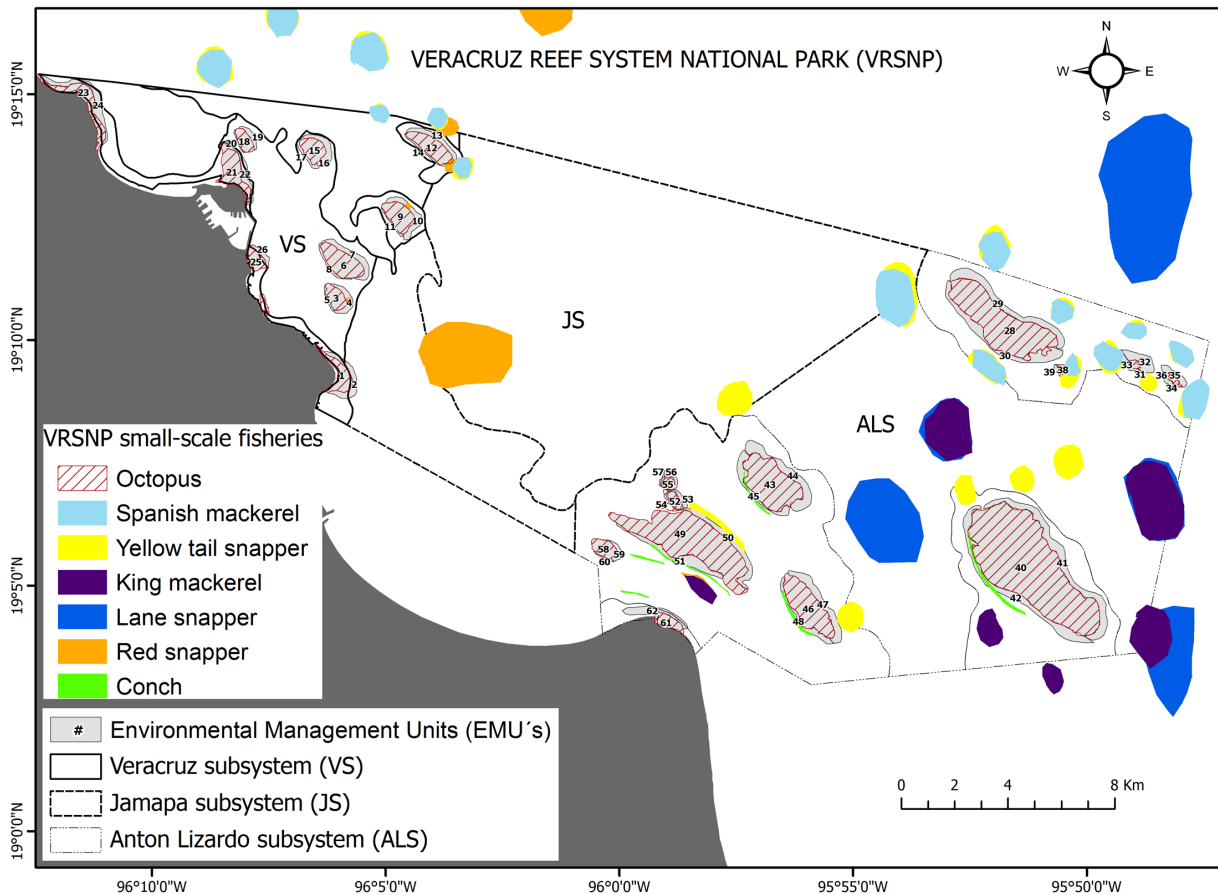 VERACRUZ REEF SYSTEM NATIONAL PARK (VRSNP)
N
W E
S
19°15'0"N
19°10'0"N
19°5'0"N
19°0'0"N
23
24
20 18 19
21 22
17 15 16
13
14 12
9
11 10
VS
26
25
7
8 6
5 3 4
1
2
JS
29
28
30
39 38
33 32
31
36 35
34
ALS
57 56
55
52 53
54
49 50
51
58 59
60
62
61
43 44
45
46 47
48
40 41
42
VRSNP small-scale fisheries
Octopus
Spanish mackerel
Yellow tail snapper
King mackerel
Lane snapper
Red snapper
Conch
# Environmental Management Units (EMU´s)
Veracruz subsystem (VS)
Jamapa subsystem (JS)
Anton Lizardo subsystem (ALS)
0 2 4 8 Km
96°10'0"W 96°5'0"W 96°0'0"W 95°55'0"W 95°50'0"W